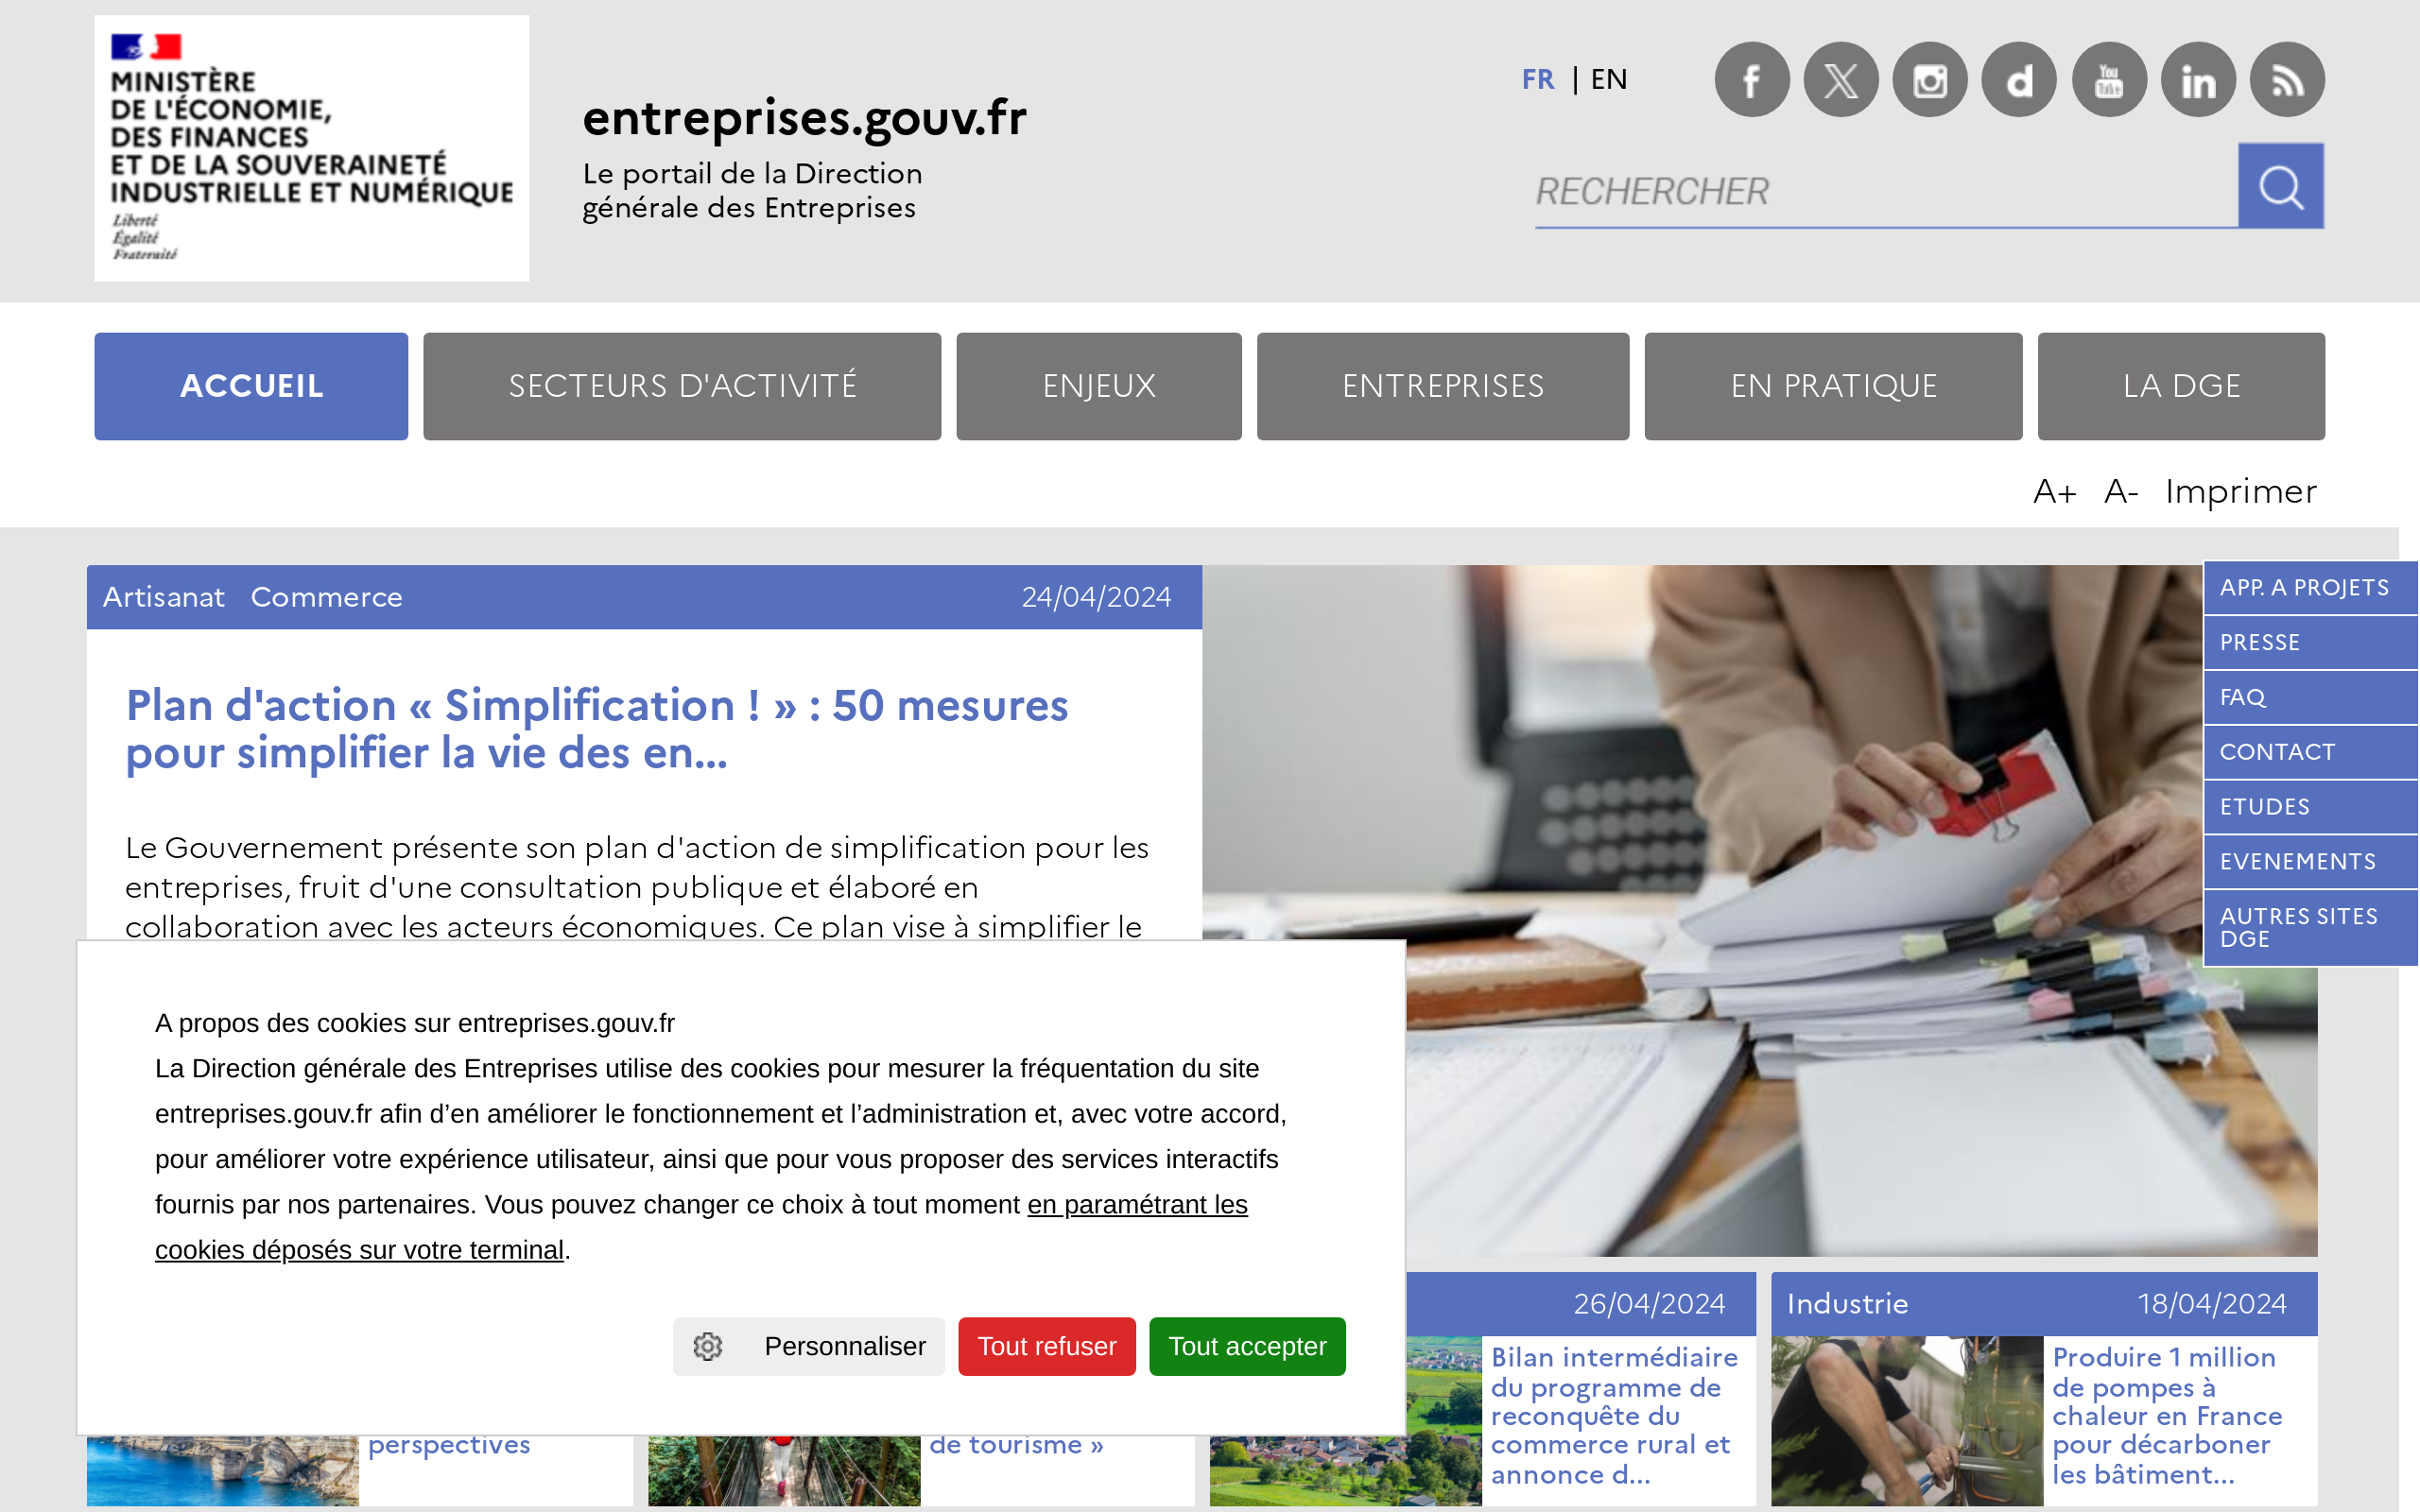 MINISTÈRE
DE L'ÉCONOMIE,
DES FINANCES
ET DE LA SOUVERAINETÉ
INDUSTRIELLE ET NUMÉRIQUE
Liberté
Égalité
Fraternité
entreprises.gouv.fr
Le portail de la Direction
générale des Entreprises
FR | EN
RECHERCHER
ACCUEIL
SECTEURS D'ACTIVITÉ
ENJEUX
ENTREPRISES
EN PRATIQUE
LA DGE
A+ A- Imprimer
Artisanat Commerce 24/04/2024
Plan d'action « Simplification ! » : 50 mesures
pour simplifier la vie des en...
Le Gouvernement présente son plan d'action de simplification pour les
entreprises, fruit d'une consultation publique et élaboré en
collaboration avec les acteurs économiques. Ce plan vise à simplifier le
APP. A PROJETS
PRESSE
FAQ
CONTACT
ETUDES
EVENEMENTS
AUTRES SITES
DGE
A propos des cookies sur entreprises.gouv.fr
La Direction générale des Entreprises utilise des cookies pour mesurer la fréquentation du site
entreprises.gouv.fr afin d’en améliorer le fonctionnement et l’administration et, avec votre accord,
pour améliorer votre expérience utilisateur, ainsi que pour vous proposer des services interactifs
fournis par nos partenaires. Vous pouvez changer ce choix à tout moment en paramétrant les
cookies déposés sur votre terminal.
Personnaliser
Tout refuser
Tout accepter
perspectives
de tourisme »
26/04/2024
Bilan intermédiaire
du programme de
reconquête du
commerce rural et
annonce d...
Industrie 18/04/2024
Produire 1 million
de pompes à
chaleur en France
pour décarboner
les bâtiment...